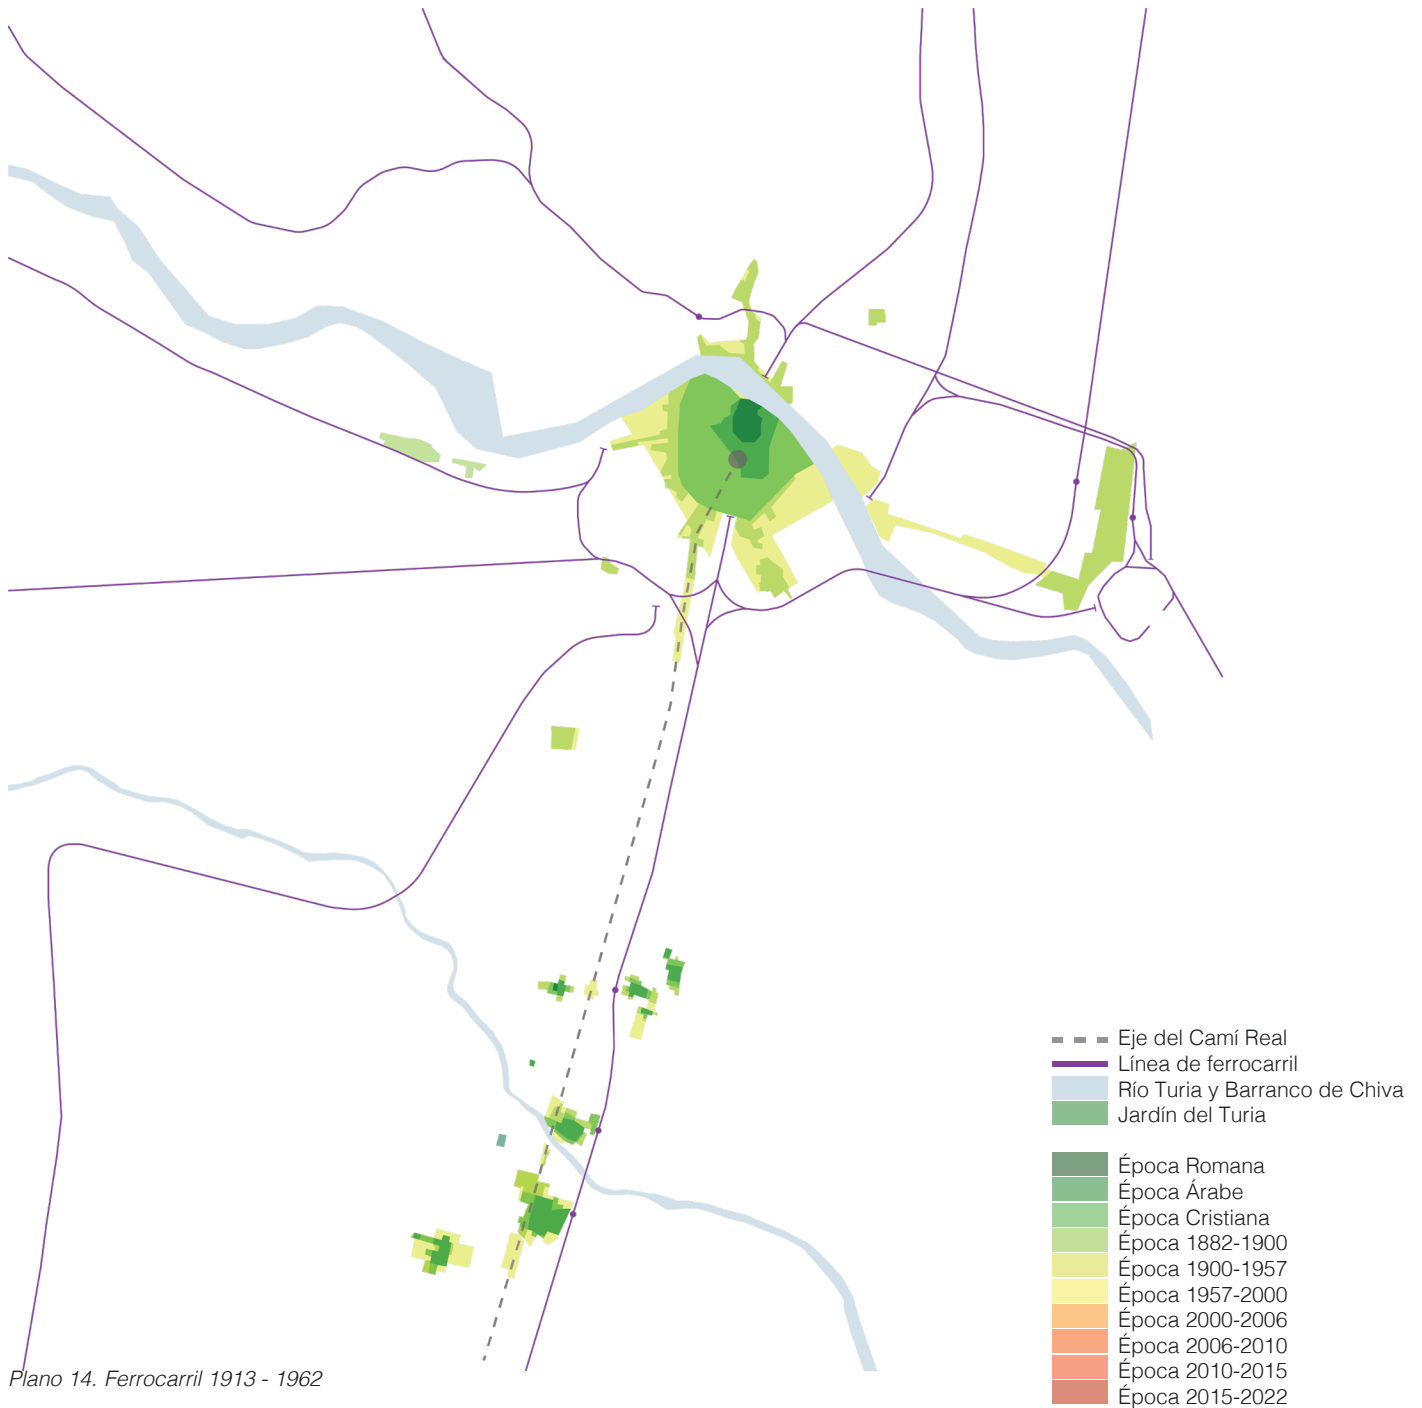 Eje del Camí Real
Línea de ferrocarril
Río Turia y Barranco de Chiva
Jardín del Turia
Época Romana
Época Árabe
Época Cristiana
Época 1882-1900
Época 1900-1957
Época 1957-2000
Época 2000-2006
Época 2006-2010
Época 2010-2015
Época 2015-2022
Plano 14. Ferrocarril 1913 - 1962